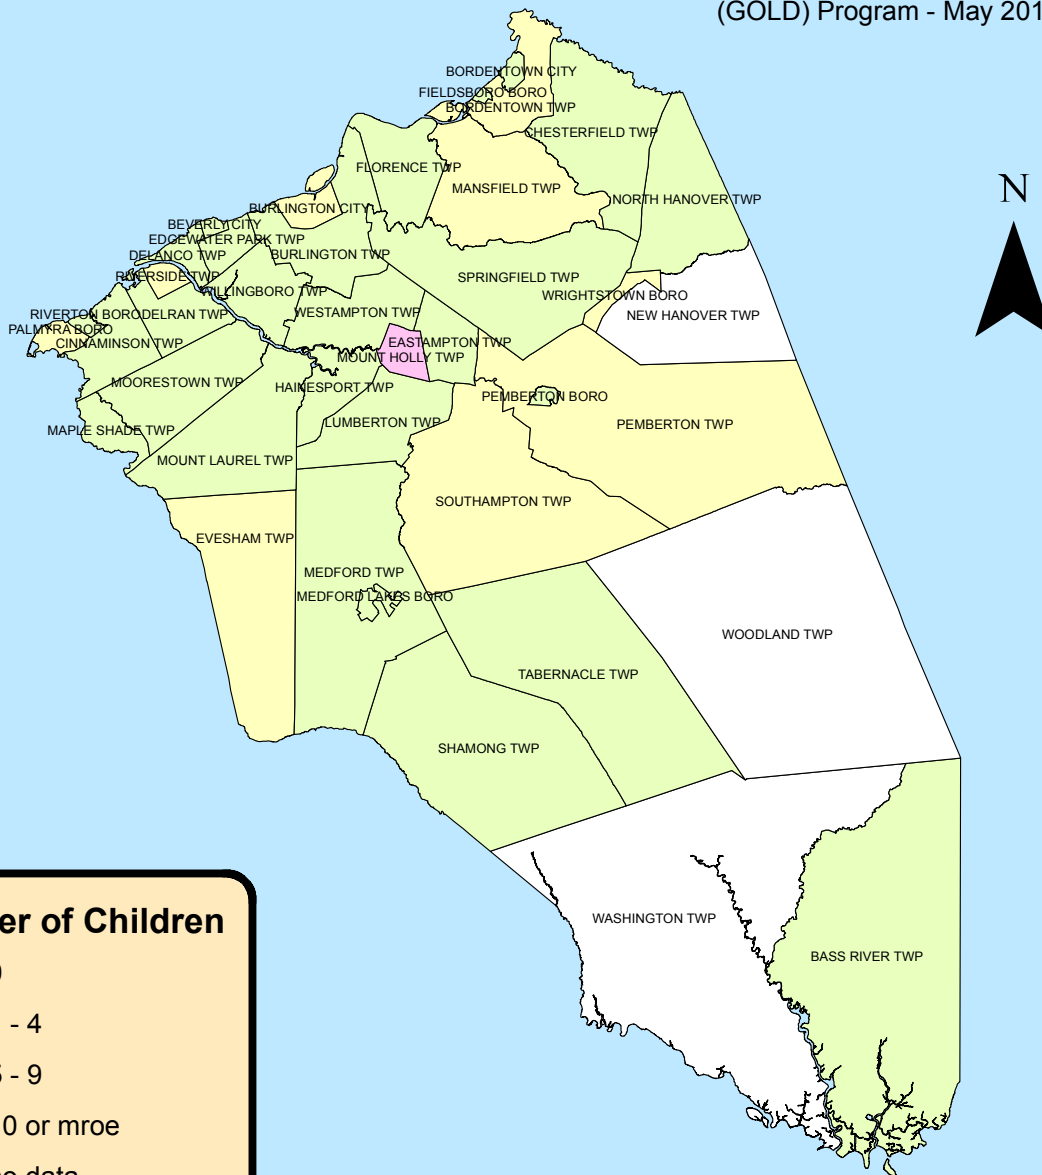 (GOLD) Program - May 201
BORDENTOWN CITY
FIELDSBORO BORO
BORDENTOWN TWP
CHESTERFIELD TWP
FLORENCE TWP
MANSFIELD TWP
NORTH HANOVER TWP
N
BURLINGTON CITY
BEVERLY CITY
EDGEWATER PARK TWP
DELANCO TWP
BURLINGTON TWP
RIVERSIDE TWP
SPRINGFIELD TWP
WILLINGBORO TWP
WRIGHTSTOWN BORO
NEW HANOVER TWP
RIVERTON BORO
DELRAN TWP
WESTAMPTON TWP
PALMYRA BORO
CINNAMINSON TWP
EASTAMPTON TWP
MOUNT HOLLY TWP
MOORESTOWN TWP
HAINESPORT TWP
PEMBERTON BORO
LUMBERTON TWP
PEMBERTON TWP
MAPLE SHADE TWP
MOUNT LAUREL TWP
SOUTHAMPTON TWP
EVESHAM TWP
MEDFORD TWP
MEDFORD LAKES BORO
WOODLAND TWP
TABERNACLE TWP
SHAMONG TWP
WASHINGTON TWP
BASS RIVER TWP
er of Children
- 4
- 9
0 or mroe
data